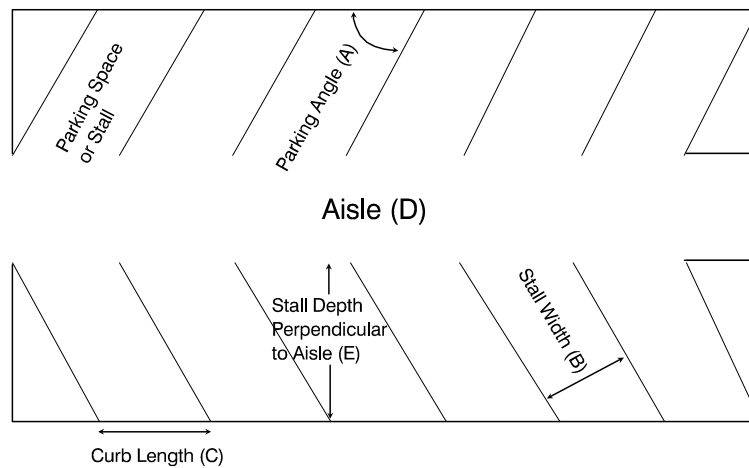 Parking Space
or Stall
Parking Angle (A)
Aisle (D)
Stall Depth
Perpendicular
to Aisle (E)
Stall Width (B)
Curb Length (C)